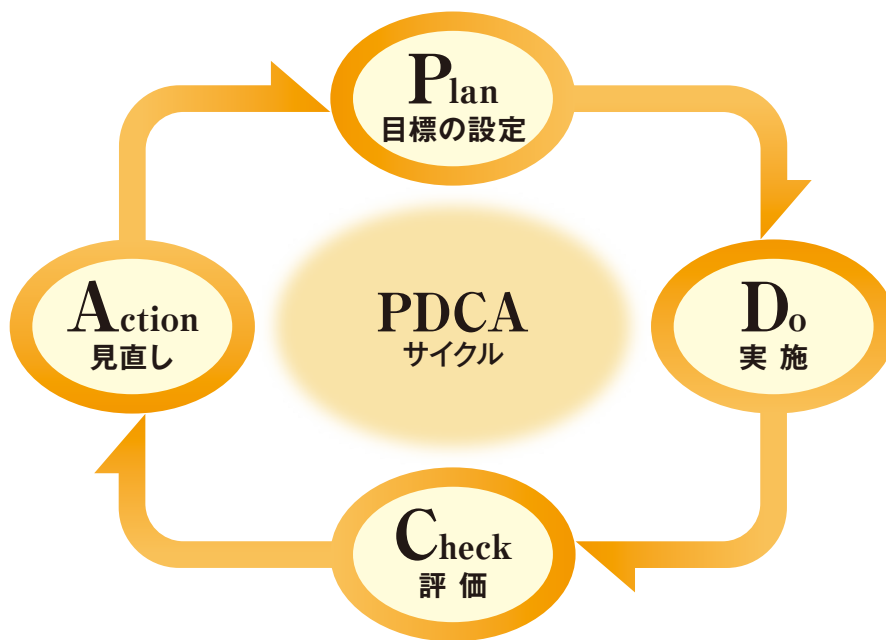 Plan
目標の設定
Action
見直し
PDCA
サイクル
Do
実 施
Check
評 価